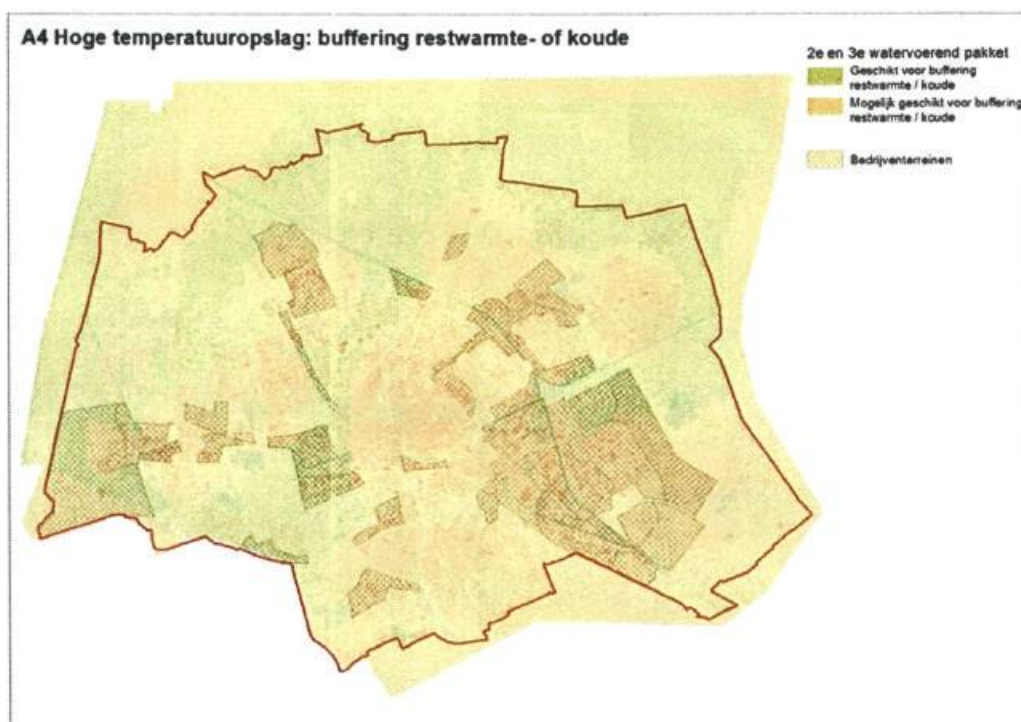 A4 Hoge temperatuuropslag: buffering restwarmte- of koude
2e en 3e watervoerend pakket
Geschikt voor buffering
restwarmte / koude
Mogelijk geschikt voor buffering
restwarmte / koude
Bedrijventerreinen